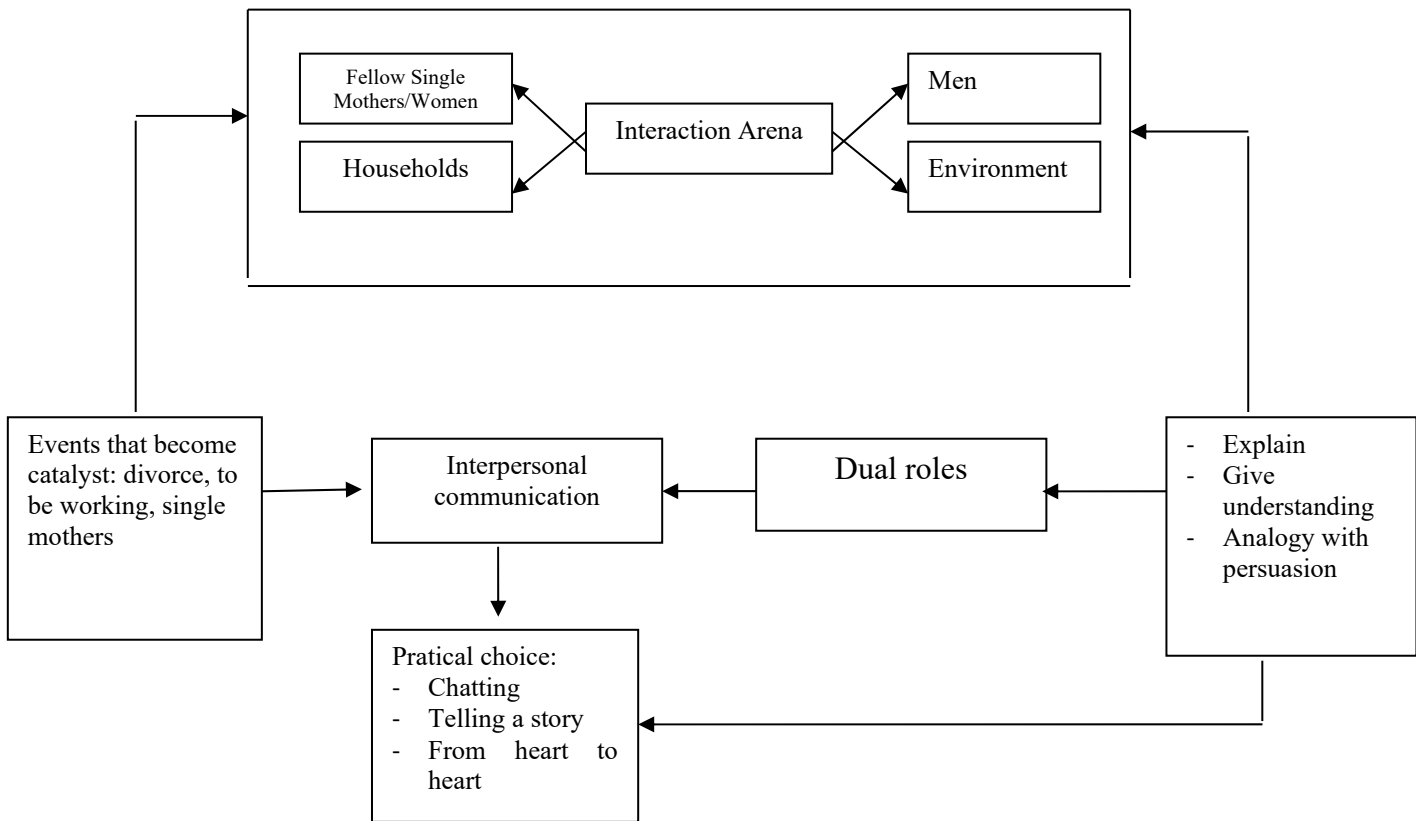 Fellow Single
Mothers/Women
Households
Interaction Arena
Men
Environment
Events that become
catalyst: divorce, to
be working, single
mothers
Interpersonal
communication
Dual roles
- Explain
- Give
understanding
- Analogy with
persuasion
Pratical choice:
- Chatting
- Telling a story
- From heart to
heart